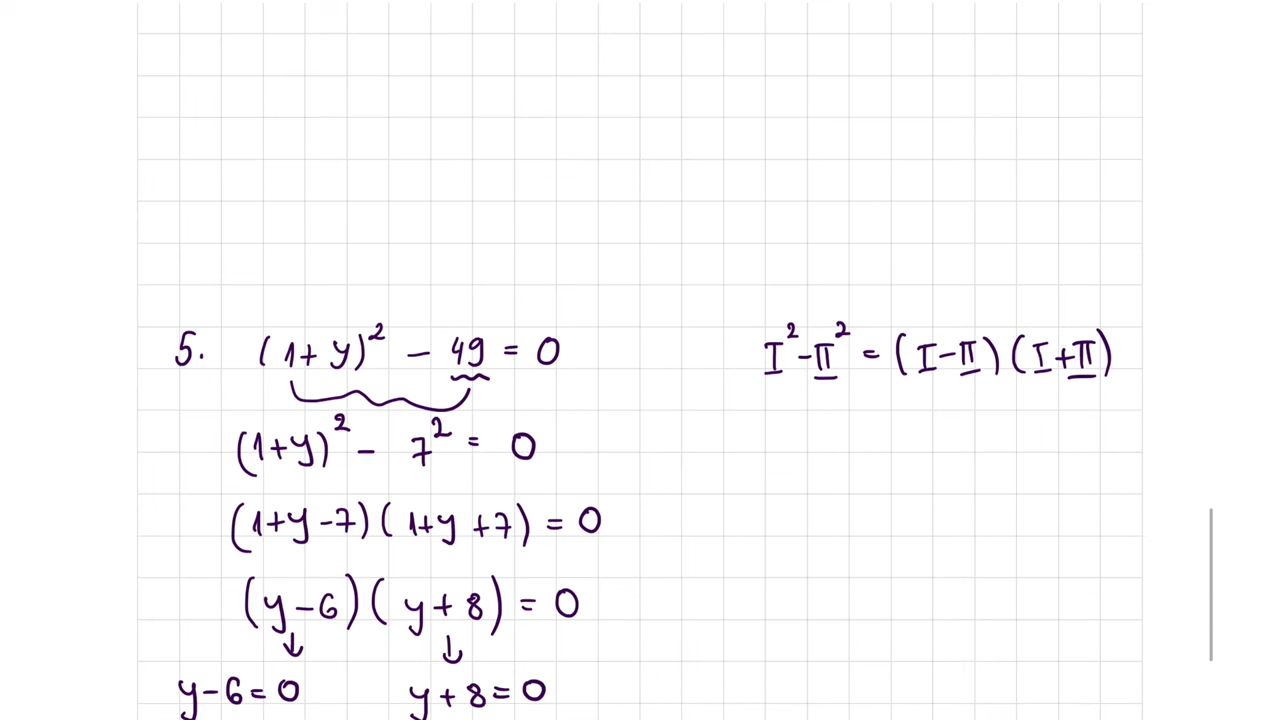 5. (1+y)² - 49 = 0
I² - II² = (I-II)(I+II)
(1+y)² - 7² = 0
(1+y-7)(1+y+7) = 0
(y-6)(y+8) = 0
↓ ↓
y-6=0 y+8=0